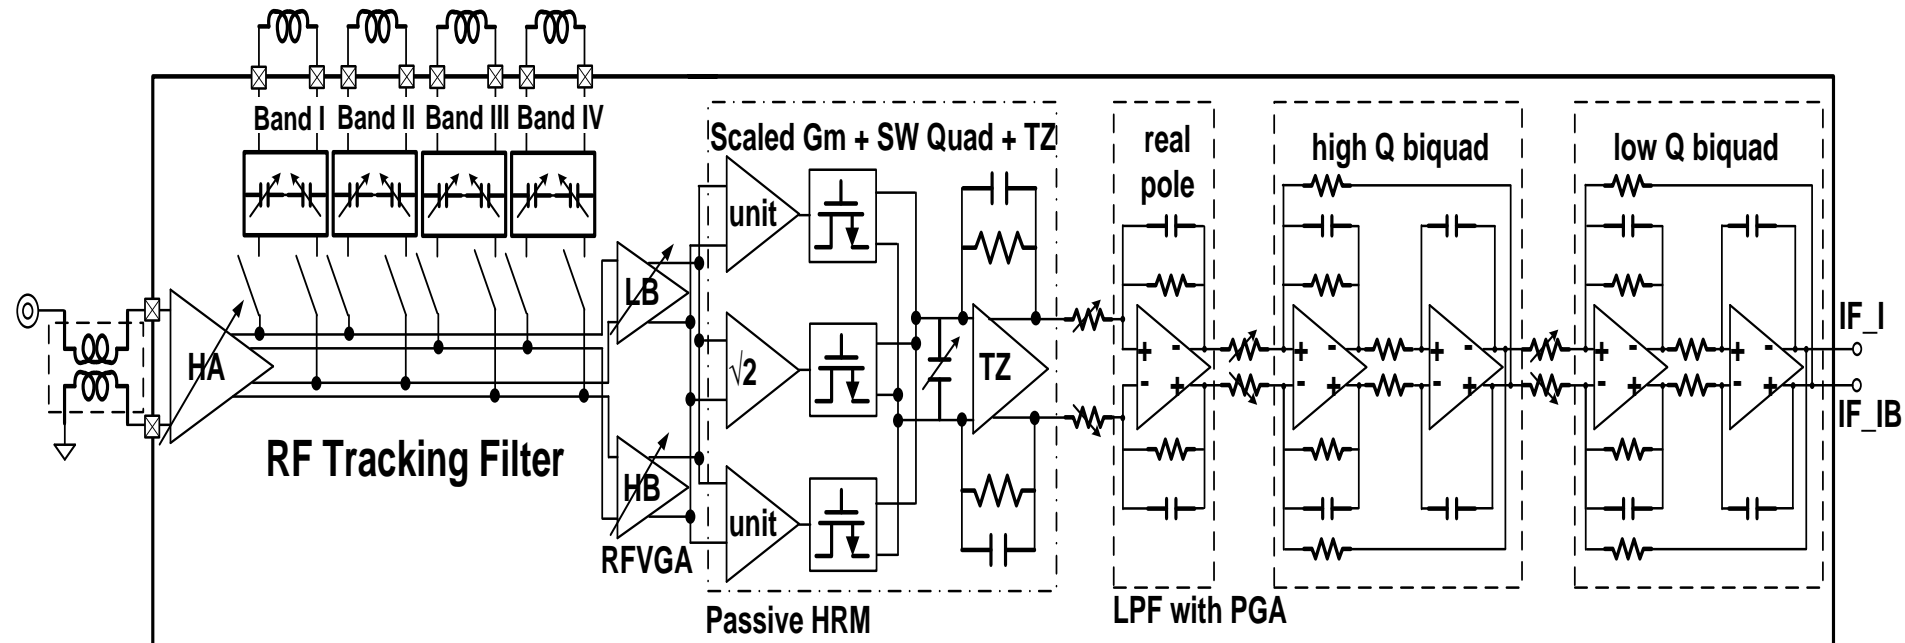 Band I Band II Band III Band IV
Scaled Gm + SW Quad + TZ
real
pole
high Q biquad
low Q biquad
unit
LB
HA
√2
TZ
+ -
- +
+ -
- +
+ -
- +
+ -
- +
+ -
- +
IF_I
IF_IB
RF Tracking Filter
HB
unit
RFVGA
Passive HRM
LPF with PGA